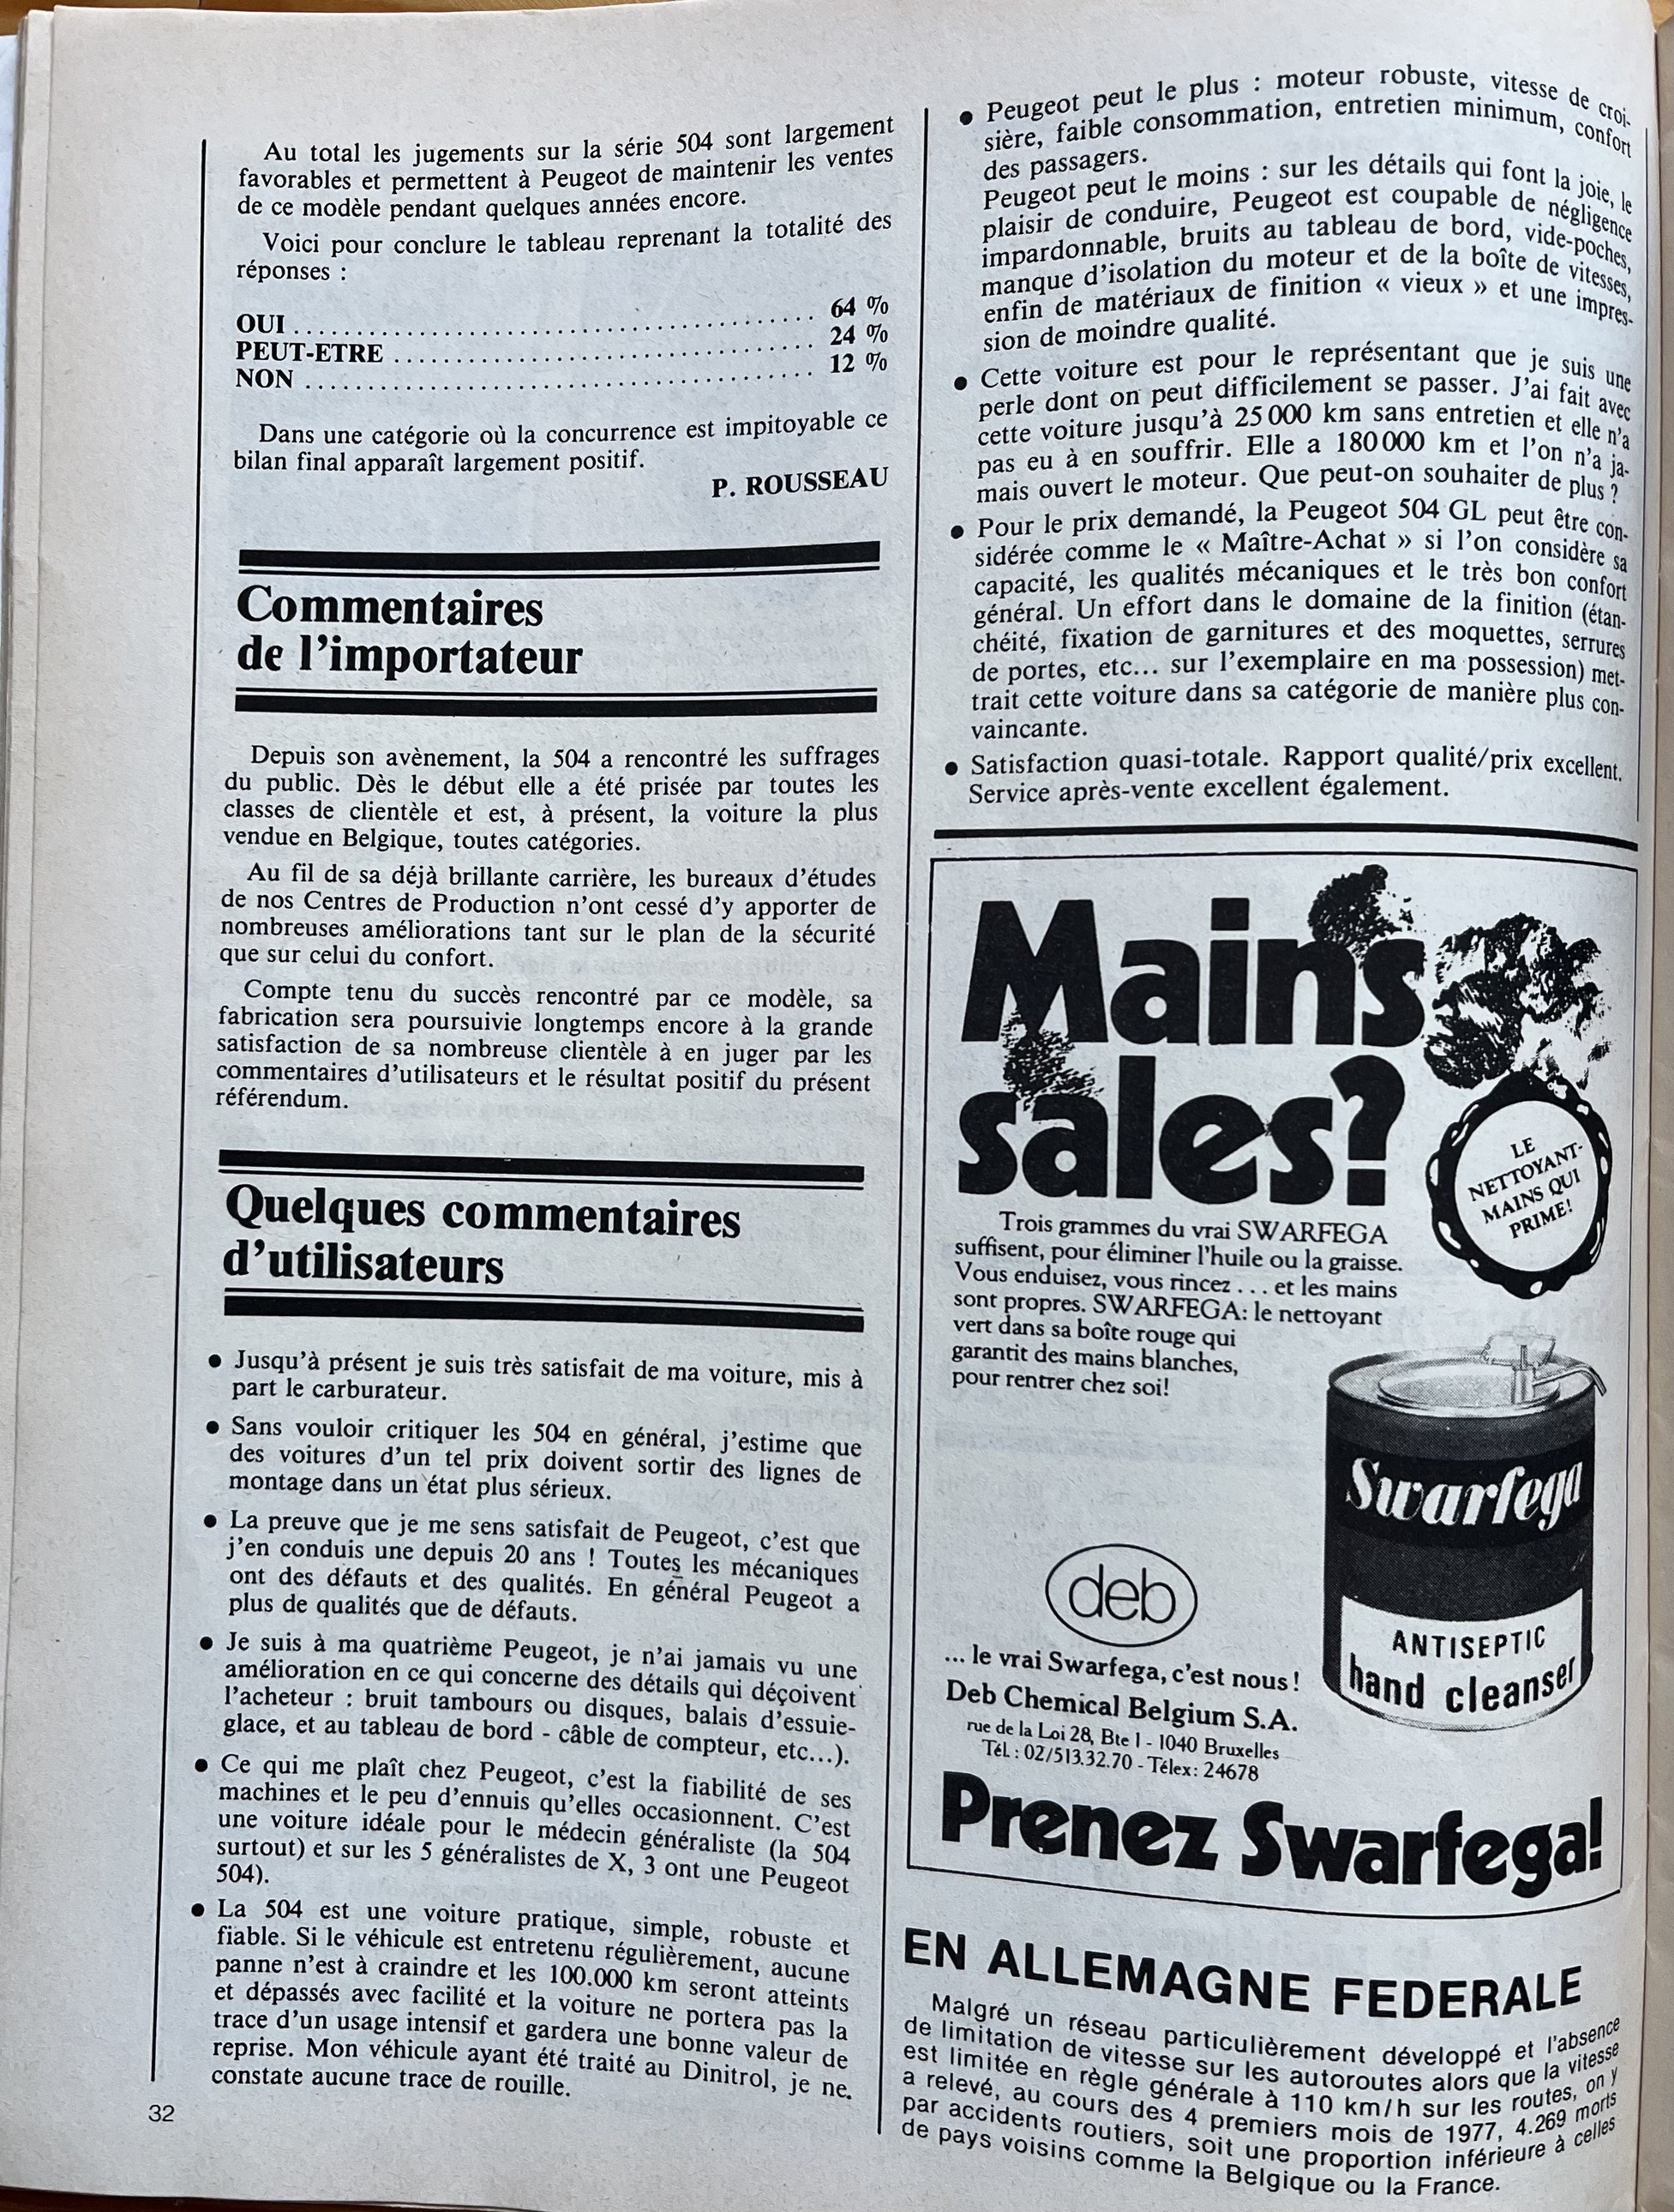 Au total les jugements sur la série 504 sont largement
favorables et permettent à Peugeot de maintenir les ventes
de ce modèle pendant quelques années encore.
Voici pour conclure le tableau reprenant la totalité des
réponses :
OUI ........................................ 64 %
PEUT-ETRE ................................ 24 %
NON ....................................... 12 %
Dans une catégorie où la concurrence est impitoyable ce
bilan final apparaît largement positif.
P. ROUSSEAU
Commentaires
de l'importateur
Depuis son avènement, la 504 a rencontré les suffrages
du public. Dès le début elle a été prisée par toutes les
classes de clientèle et est, à présent, la voiture la plus
vendue en Belgique, toutes catégories.
Au fil de sa déjà brillante carrière, les bureaux d'études
de nos Centres de Production n'ont cessé d'y apporter de
nombreuses améliorations tant sur le plan de la sécurité
que sur celui du confort.
Compte tenu du succès rencontré par ce modèle, sa
fabrication sera poursuivie longtemps encore à la grande
satisfaction de sa nombreuse clientèle à en juger par les
commentaires d'utilisateurs et le résultat positif du présent
référendum.
Quelques commentaires
d'utilisateurs
● Jusqu'à présent je suis très satisfait de ma voiture, mis à
part le carburateur.
● Sans vouloir critiquer les 504 en général, j'estime que
des voitures d'un tel prix doivent sortir des lignes de
montage dans un état plus sérieux.
● La preuve que je me sens satisfait de Peugeot, c'est que
j'en conduis une depuis 20 ans ! Toutes les mécaniques
ont des défauts et des qualités. En général Peugeot a
plus de qualités que de défauts.
● Je suis à ma quatrième Peugeot, je n'ai jamais vu une
amélioration en ce qui concerne des détails qui déçoivent
l'acheteur : bruit tambours ou disques, balais d'essuie-
glace, et au tableau de bord - câble de compteur, etc...).
● Ce qui me plaît chez Peugeot, c'est la fiabilité de ses
machines et le peu d'ennuis qu'elles occasionnent. C'est
une voiture idéale pour le médecin généraliste (la 504
surtout) et sur les 5 généralistes de X, 3 ont une Peugeot
504).
● La 504 est une voiture pratique, simple, robuste et
fiable. Si le véhicule est entretenu régulièrement, aucune
panne n'est à craindre et les 100.000 km seront atteints
et dépassés avec facilité et la voiture ne portera pas la
trace d'un usage intensif et gardera une bonne valeur de
reprise. Mon véhicule ayant été traité au Dinitrol, je ne
constate aucune trace de rouille.
32
● Peugeot peut le plus : moteur robuste, vitesse de croi-
sière, faible consommation, entretien minimum, confort
des passagers.
Peugeot peut le moins : sur les détails qui font la joie, le
plaisir de conduire, Peugeot est coupable de négligence
impardonnable, bruits au tableau de bord, vide-poches,
manque d'isolation du moteur et de la boîte de vitesses,
enfin de matériaux de finition « vieux » et une impres-
sion de moindre qualité.
● Cette voiture est pour le représentant que je suis une
perle dont on peut difficilement se passer. J'ai fait avec
cette voiture jusqu'à 25 000 km sans entretien et elle n'a
pas eu à en souffrir. Elle a 180 000 km et l'on n'a ja-
mais ouvert le moteur. Que peut-on souhaiter de plus ?
● Pour le prix demandé, la Peugeot 504 GL peut être con-
sidérée comme le « Maître-Achat » si l'on considère sa
capacité, les qualités mécaniques et le très bon confort
général. Un effort dans le domaine de la finition (étan-
chéité, fixation de garnitures et des moquettes, serrures
de portes, etc... sur l'exemplaire en ma possession) met-
trait cette voiture dans sa catégorie de manière plus con-
vaincante.
● Satisfaction quasi-totale. Rapport qualité/prix excellent.
Service après-vente excellent également.
Mains
sales?
LE
NETTOYANT-
MAINS QUI
PRIME!
Trois grammes du vrai SWARFEGA
suffisent, pour éliminer l'huile ou la graisse.
Vous enduisez, vous rincez . . . et les mains
sont propres. SWARFEGA: le nettoyant
vert dans sa boîte rouge qui
garantit des mains blanches,
pour rentrer chez soi!
Swarfega
ANTISEPTIC
hand cleanser
deb
... le vrai Swarfega, c'est nous !
Deb Chemical Belgium S.A.
rue de la Loi 28, Bte 1 - 1040 Bruxelles
Tél. : 02/513.32.70 - Télex: 24678
Prenez Swarfega!
EN ALLEMAGNE FEDERALE
Malgré un réseau particulièrement développé et l'absence
de limitation de vitesse sur les autoroutes alors que la vitesse
est limitée en règle générale à 110 km/h sur les routes, on y
a relevé, au cours des 4 premiers mois de 1977, 4.269 morts
par accidents routiers, soit une proportion inférieure à celles
de pays voisins comme la Belgique ou la France.